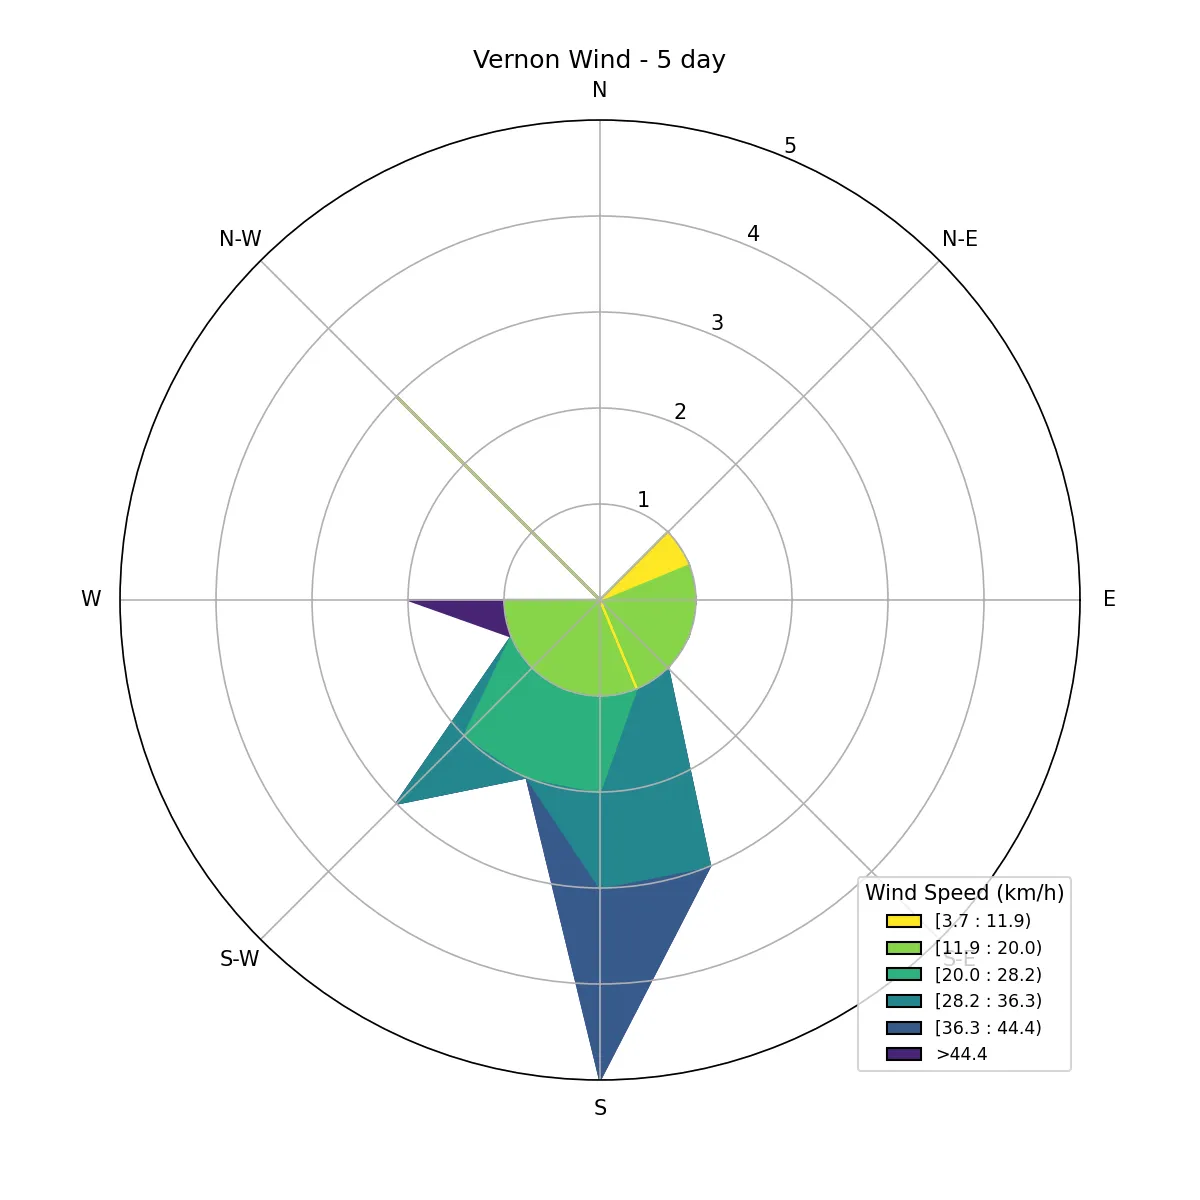 Vernon Wind - 5 day
N
5
N-W
N-E
4
3
2
1
W
E
S-W
S-E
Wind Speed (km/h)
[3.7 : 11.9)
[11.9 : 20.0)
[20.0 : 28.2)
[28.2 : 36.3)
[36.3 : 44.4)
>44.4
S